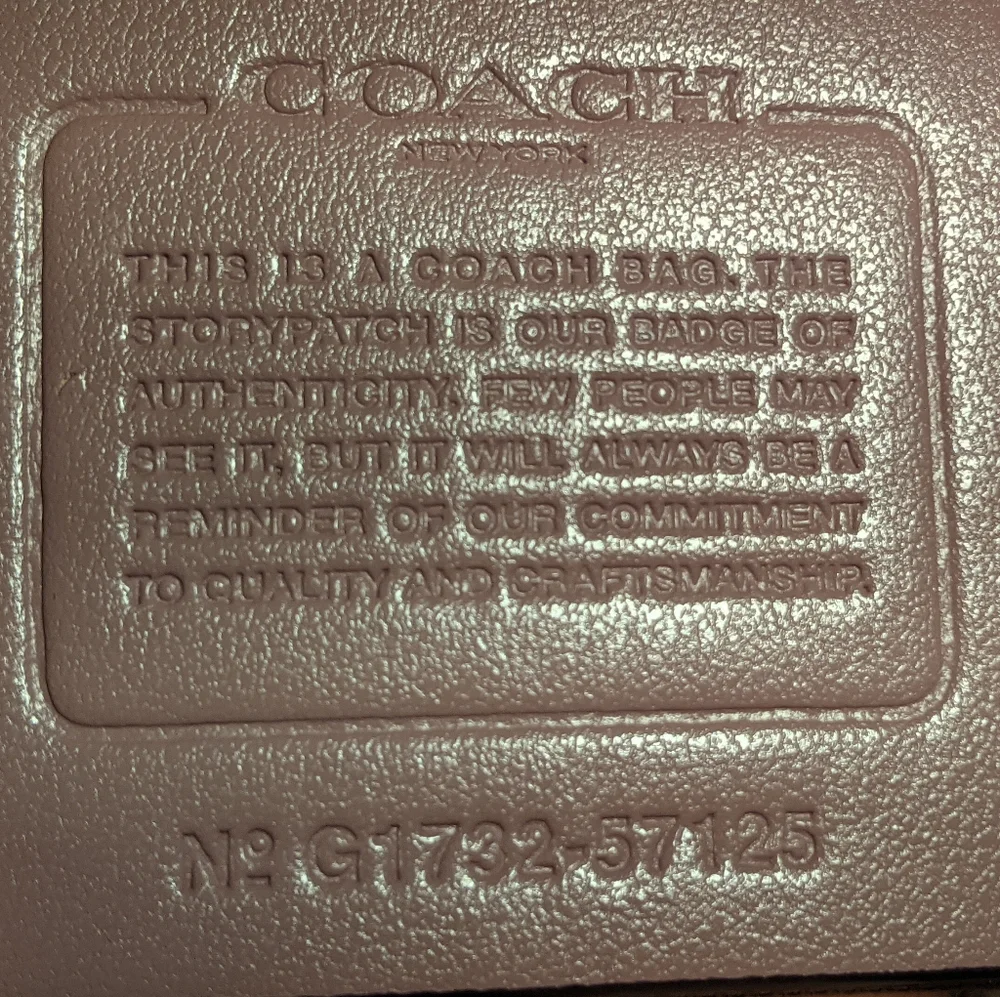 COACH
NEW YORK
THIS IS A COACH BAG. THE
STORYPATCH IS OUR BADGE OF
AUTHENTICITY. FEW PEOPLE MAY
SEE IT, BUT IT WILL ALWAYS BE A
REMINDER OF OUR COMMITMENT
TO QUALITY AND CRAFTSMANSHIP.
Nº G1732-57125